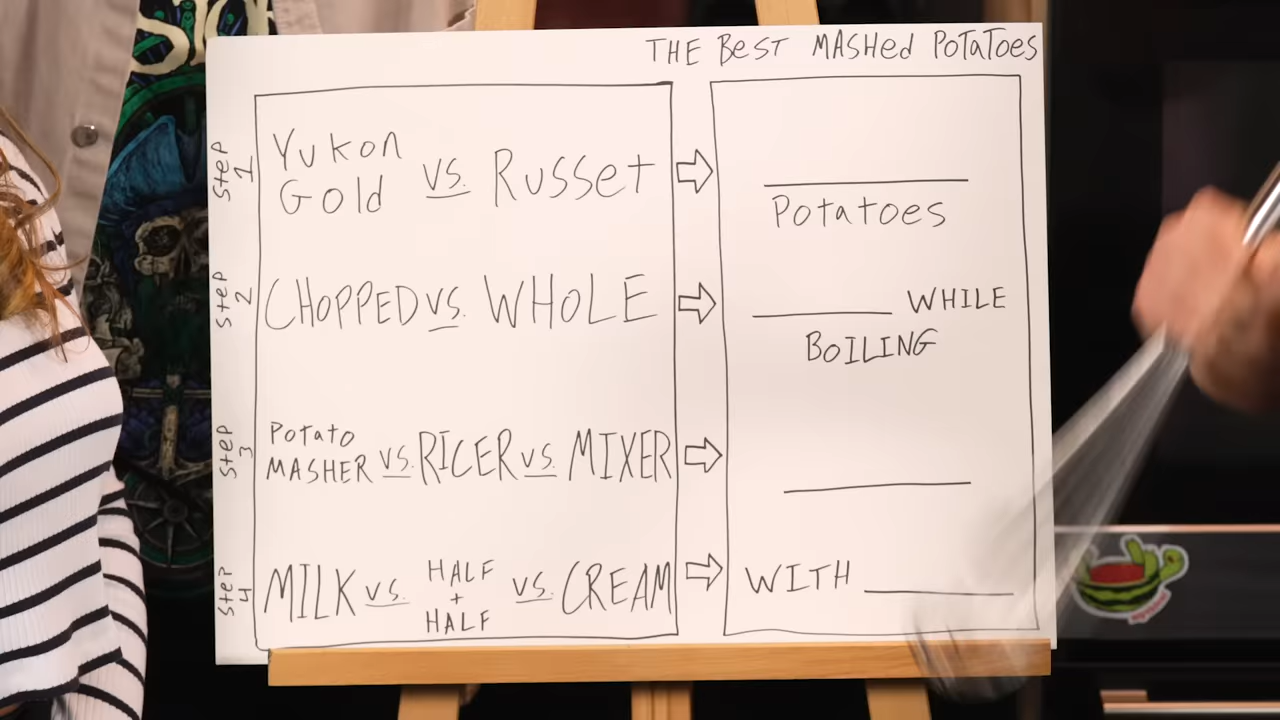 THE BEST MASHED POTATOES
Step 1
Yukon Gold vs. Russet
Potatoes
Step 2
CHOPPED vs. WHOLE
WHILE
BOILING
Step 3
Potato MASHER vs. RICER vs. MIXER
Step 4
MILK vs. HALF + HALF vs. CREAM
WITH